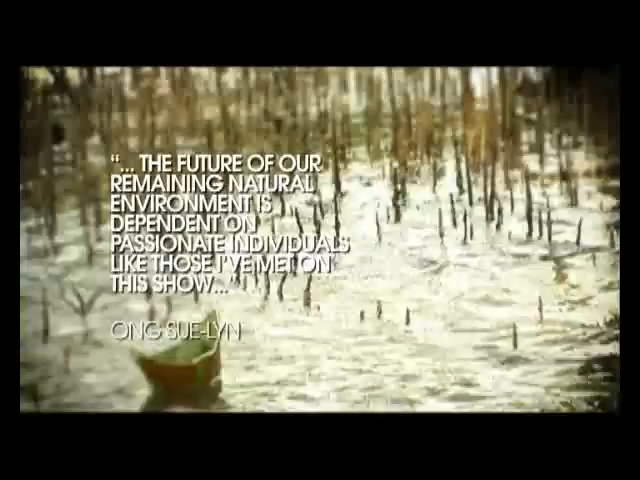 “... THE FUTURE OF OUR
REMAINING NATURAL
ENVIRONMENT IS
DEPENDENT ON
PASSIONATE INDIVIDUALS
LIKE THOSE I'VE MET ON
THIS SHOW...”
ONG SUE-LYN